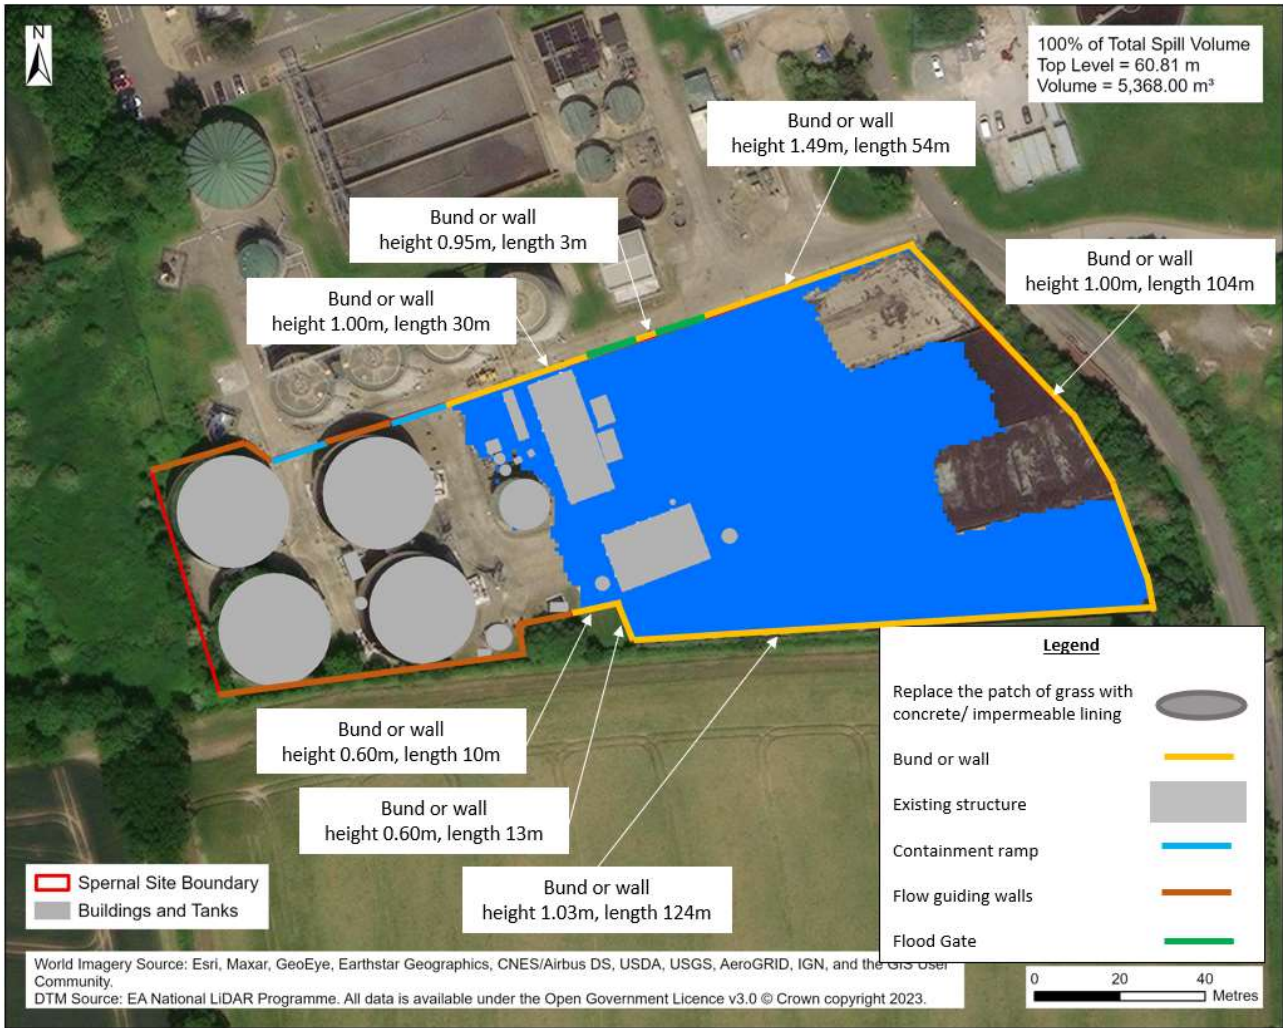 N
100% of Total Spill Volume
Top Level = 60.81 m
Volume = 5,368.00 m³
Bund or wall
height 1.49m, length 54m
Bund or wall
height 0.95m, length 3m
Bund or wall
height 1.00m, length 104m
Bund or wall
height 1.00m, length 30m
Bund or wall
height 0.60m, length 10m
Bund or wall
height 0.60m, length 13m
Bund or wall
height 1.03m, length 124m
Legend
Replace the patch of grass with
concrete/ impermeable lining
Bund or wall
Existing structure
Containment ramp
Flow guiding walls
Flood Gate
Spernal Site Boundary
Buildings and Tanks
World Imagery Source: Esri, Maxar, GeoEye, Earthstar Geographics, CNES/Airbus DS, USDA, USGS, AeroGRID, IGN, and the GIS User
Community.
DTM Source: EA National LiDAR Programme. All data is available under the Open Government Licence v3.0 © Crown copyright 2023.
0 20 40
Metres